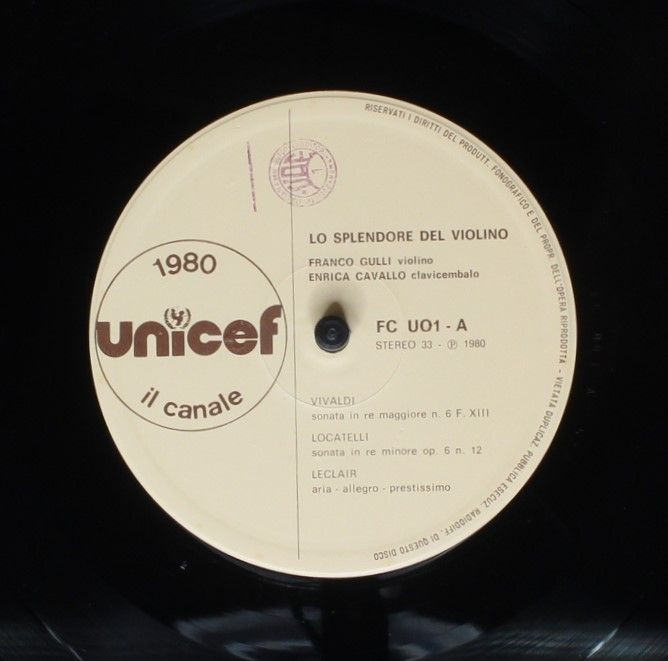 1980
unicef
il canale
LO SPLENDORE DEL VIOLINO
FRANCO GULLI violino
ENRICA CAVALLO clavicembalo
FC UO1 - A
STEREO 33 - Ⓟ 1980
VIVALDI
sonata in re maggiore n. 6 F. XIII
LOCATELLI
sonata in re minore op. 6 n. 12
LECLAIR
aria - allegro - prestissimo
RISERVATI I DIRITTI DEL PRODUTT. FONOGRAFICO E DEL PROPR. DELL'OPERA RIPRODOTTA - VIETATA DUPLICAZ. PUBBLICA ESECUZ. RADIODIFF. DI QUESTO DISCO